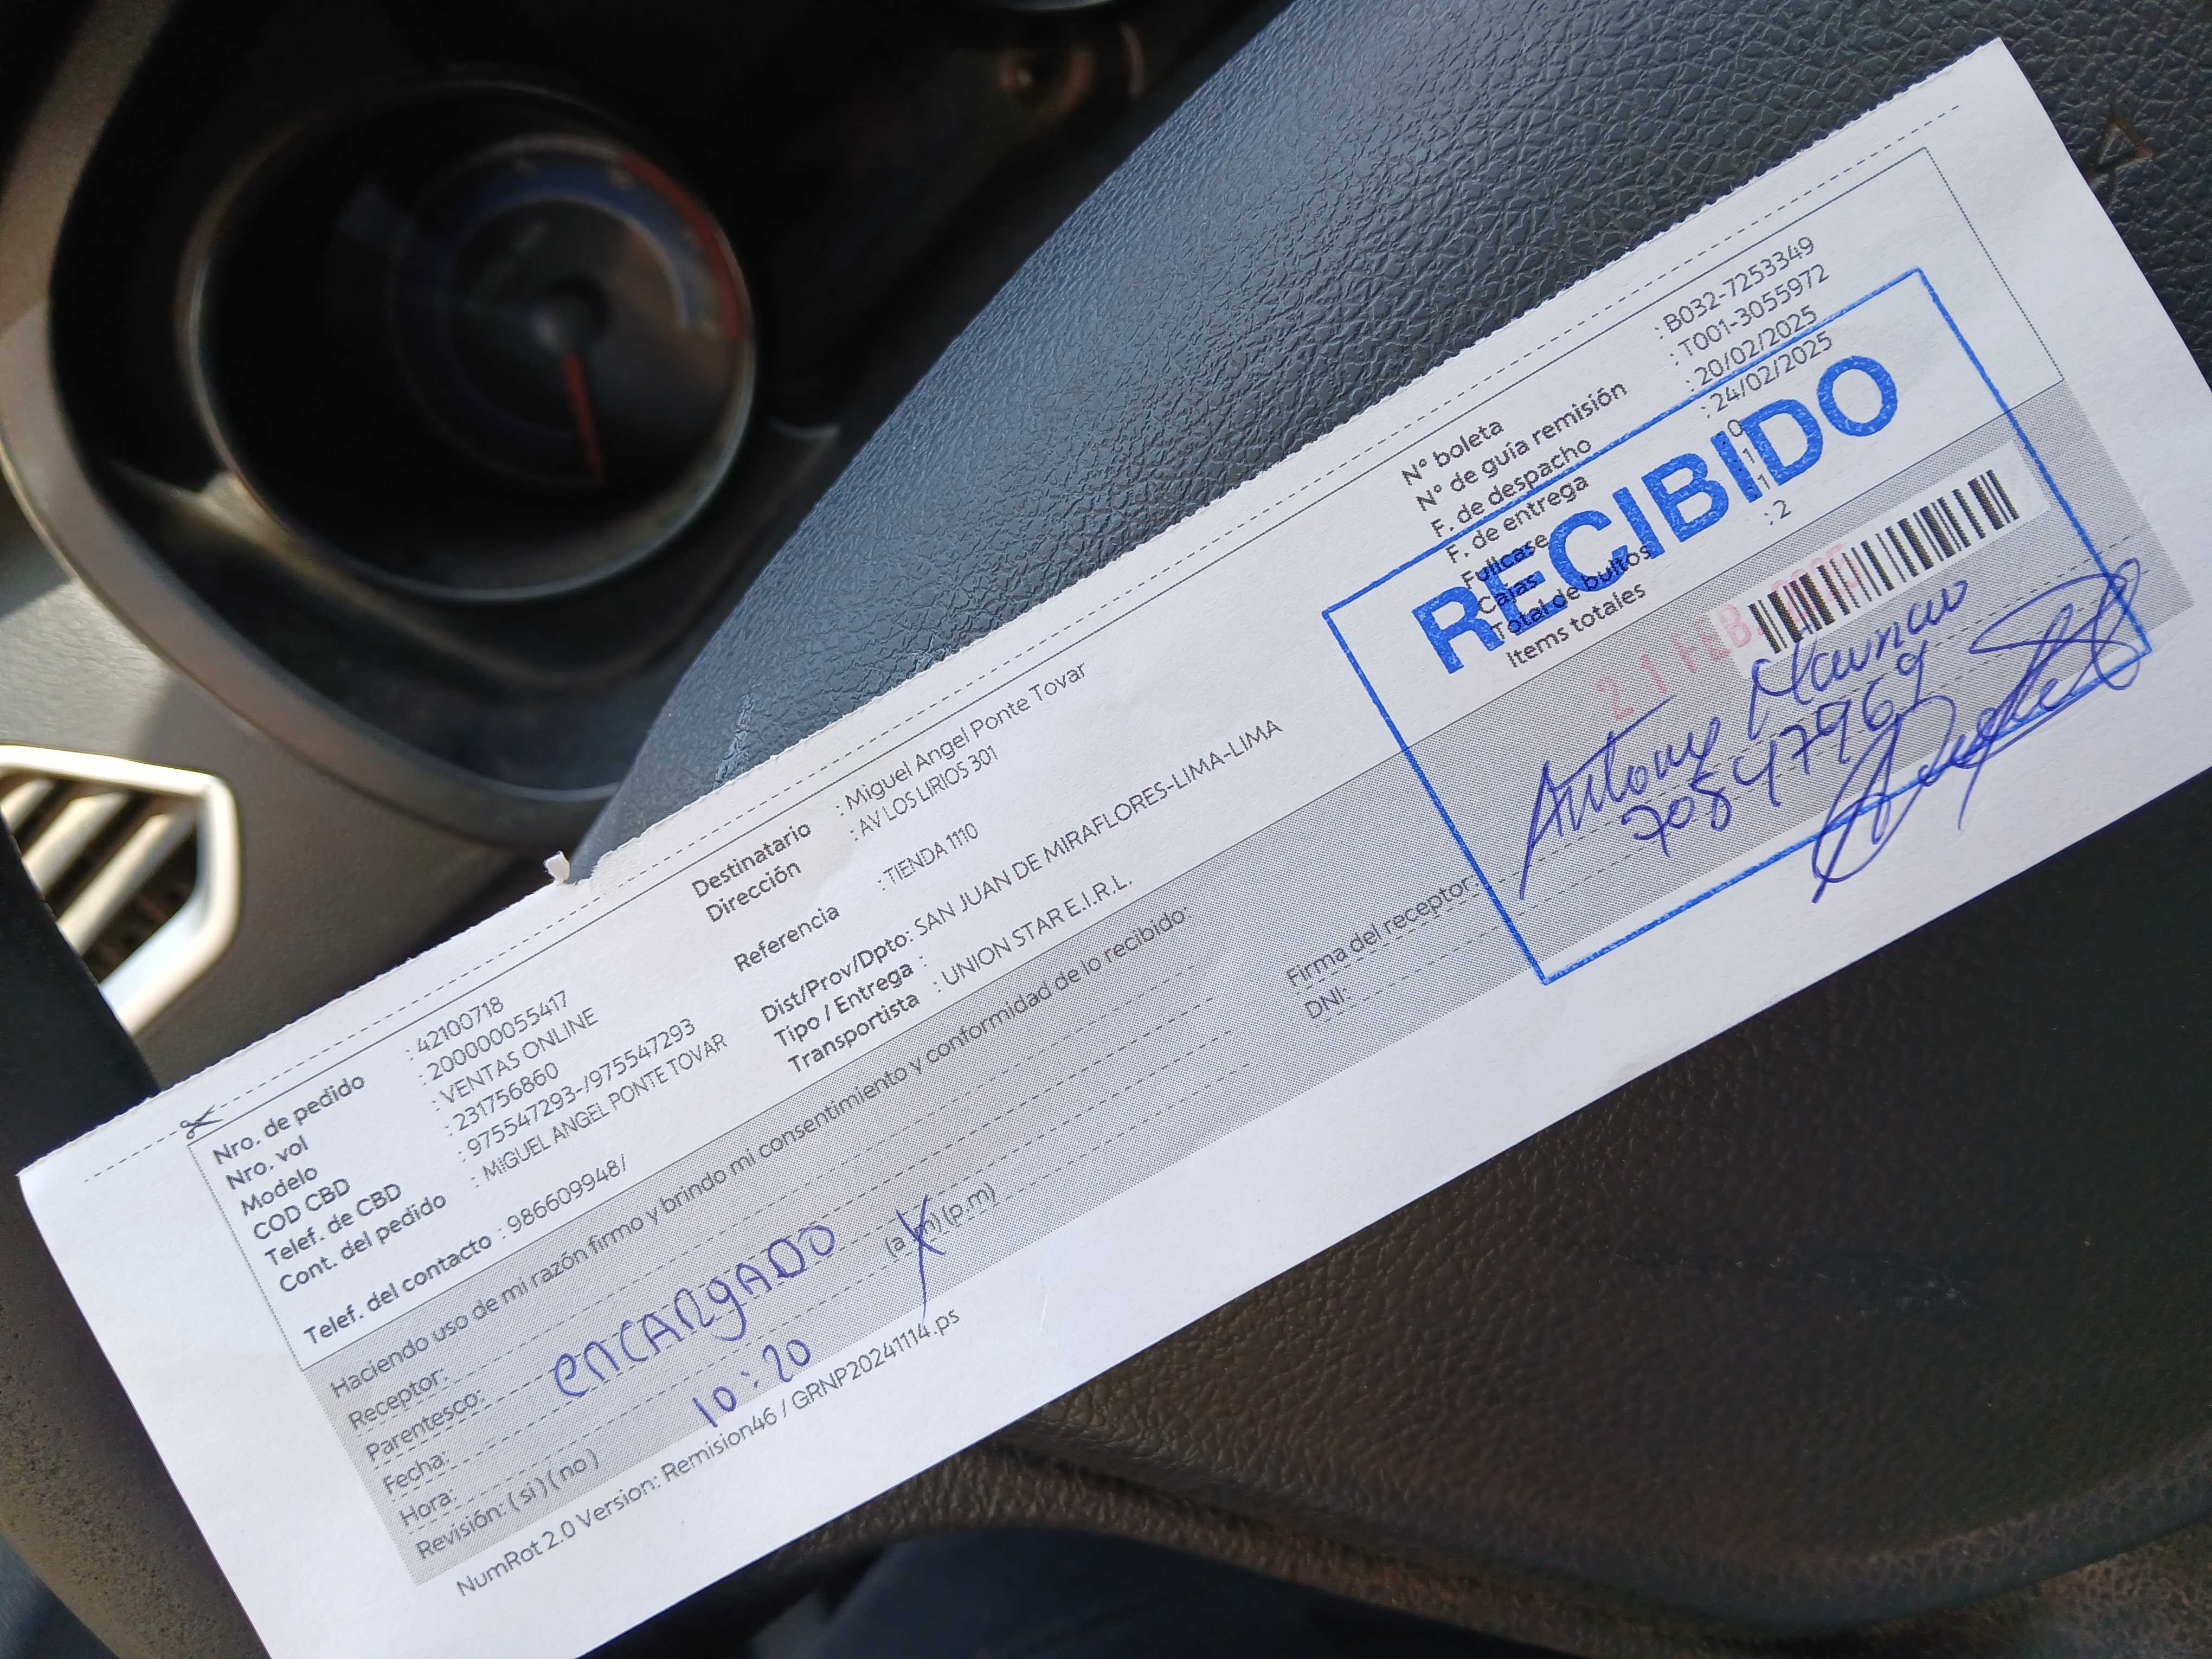 Nro. de pedido : 42100718
Nro. vol : 200000055417
Modelo : VENTAS ONLINE
COD CBD : 231756860
Telef. de CBD : 975547293-/975547293
Cont. del pedido : MIGUEL ANGEL PONTE TOVAR
Telef. del contacto : 986609948/
Destinatario : Miguel Angel Ponte Tovar
Dirección : AV LOS LIRIOS 301
Referencia : TIENDA 1110
Dist/Prov/Dpto: SAN JUAN DE MIRAFLORES-LIMA-LIMA
Tipo / Entrega :
Transportista : UNION STAR E.I.R.L.
N° boleta : B032-7253349
N° de guía remisión : T001-3055972
F. de despacho : 20/02/2025
F. de entrega : 24/02/2025
Fullcase : 0
Cajas : 1
Total de bultos : 1
Items totales : 2
RECIBIDO
21 FEB. 2025
Haciendo uso de mi razón firmo y brindo mi consentimiento y conformidad de lo recibido:
Receptor:
Parentesco: encargado
Fecha:
Hora: 10:20 (a.m) (p.m)
Revisión: ( si ) ( no )
Firma del receptor:
DNI:
Antony
70847969
NumRot 2.0 Version: Remision46 / GRNP20241114.ps